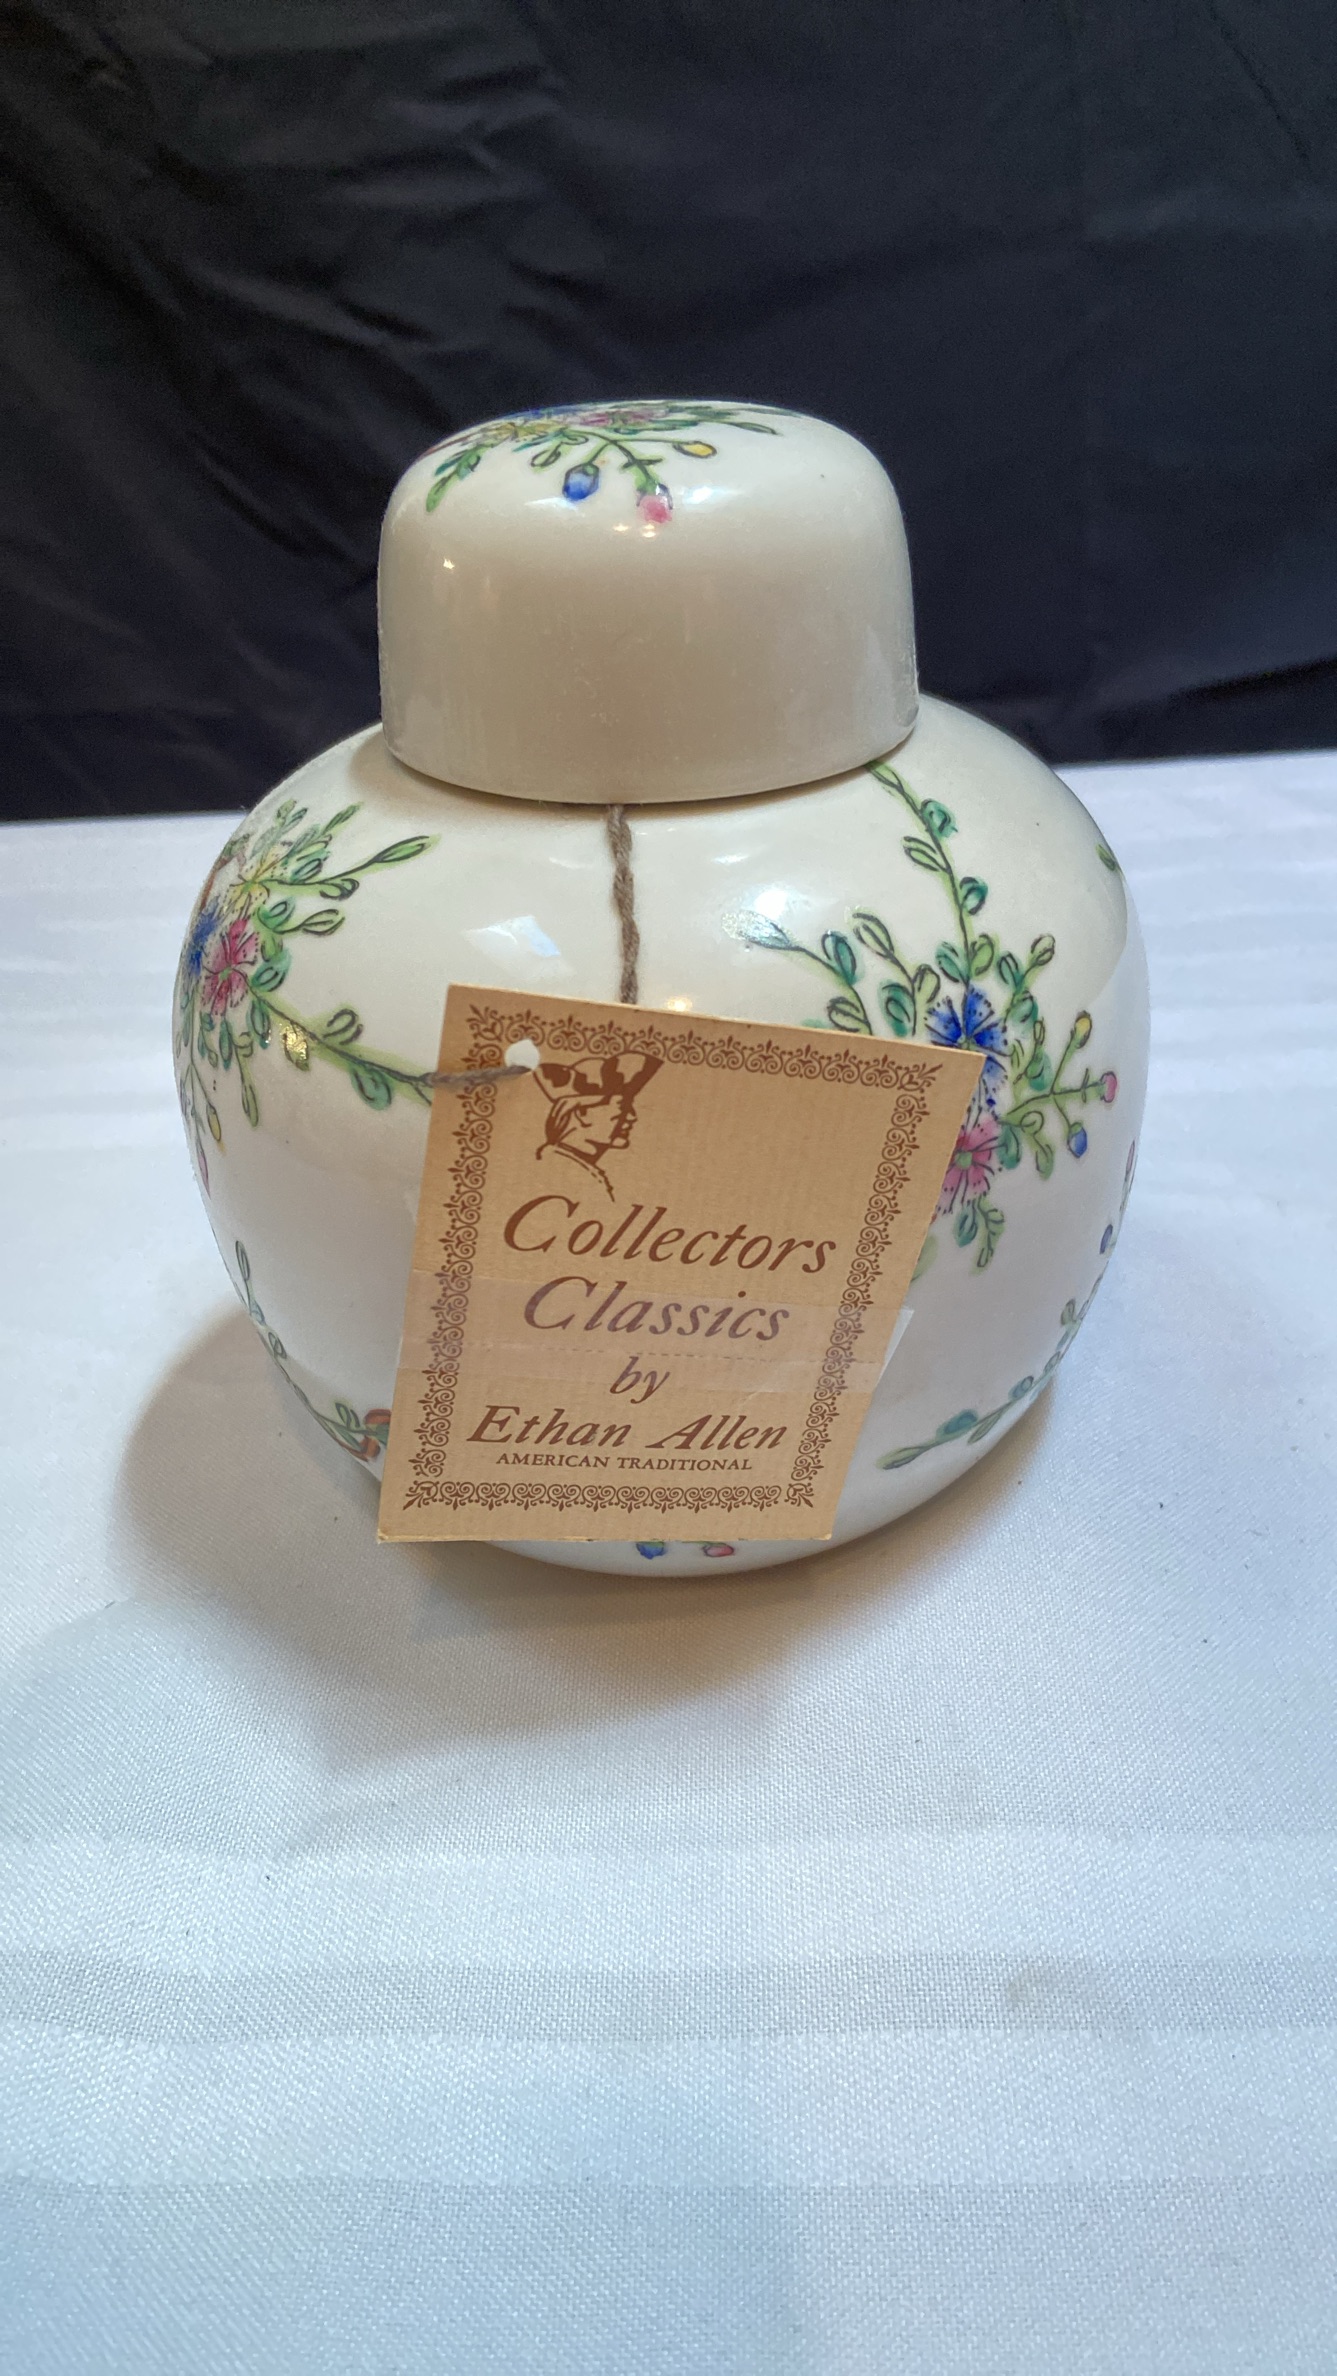 Collectors
Classics
by
Ethan Allen
AMERICAN TRADITIONAL